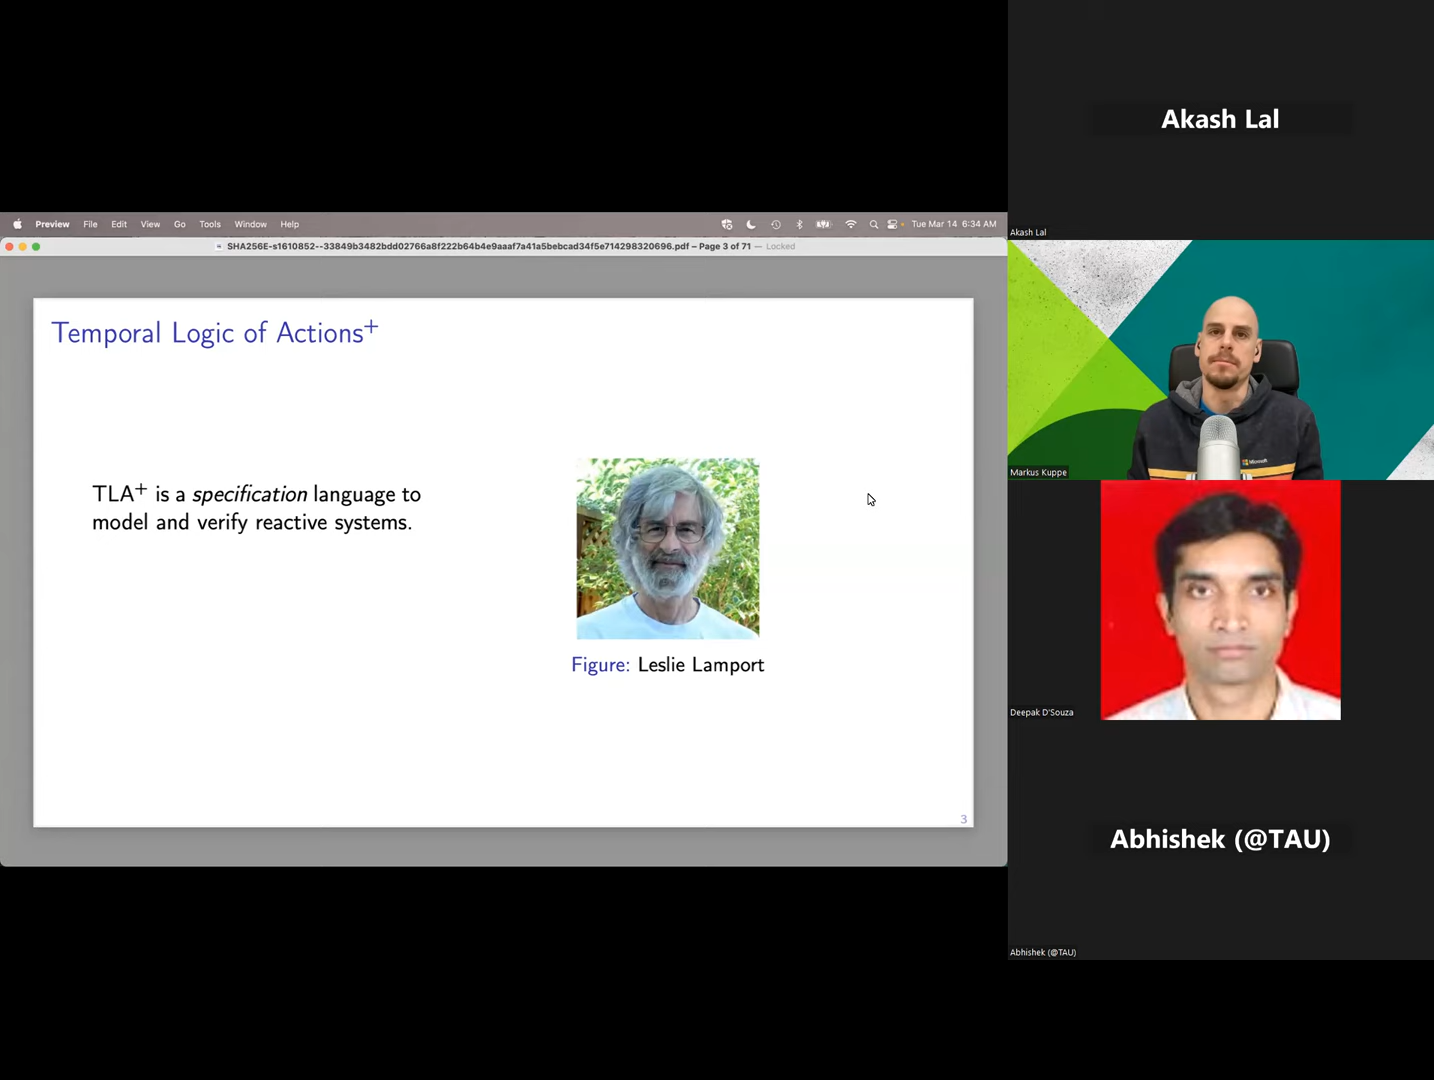 Akash Lal
Akash Lal
Preview File Edit View Go Tools Window Help Tue Mar 14 6:34 AM
SHA256E-s1610852--33849b3482bdd02766a8f222b64b4e9aaaf7a41a5bebcad34f5e714298320696.pdf – Page 3 of 71 — Locked
Temporal Logic of Actions+
TLA+ is a specification language to
model and verify reactive systems.
Figure: Leslie Lamport
3
Microsoft
Markus Kuppe
Deepak D'Souza
Abhishek (@TAU)
Abhishek (@TAU)